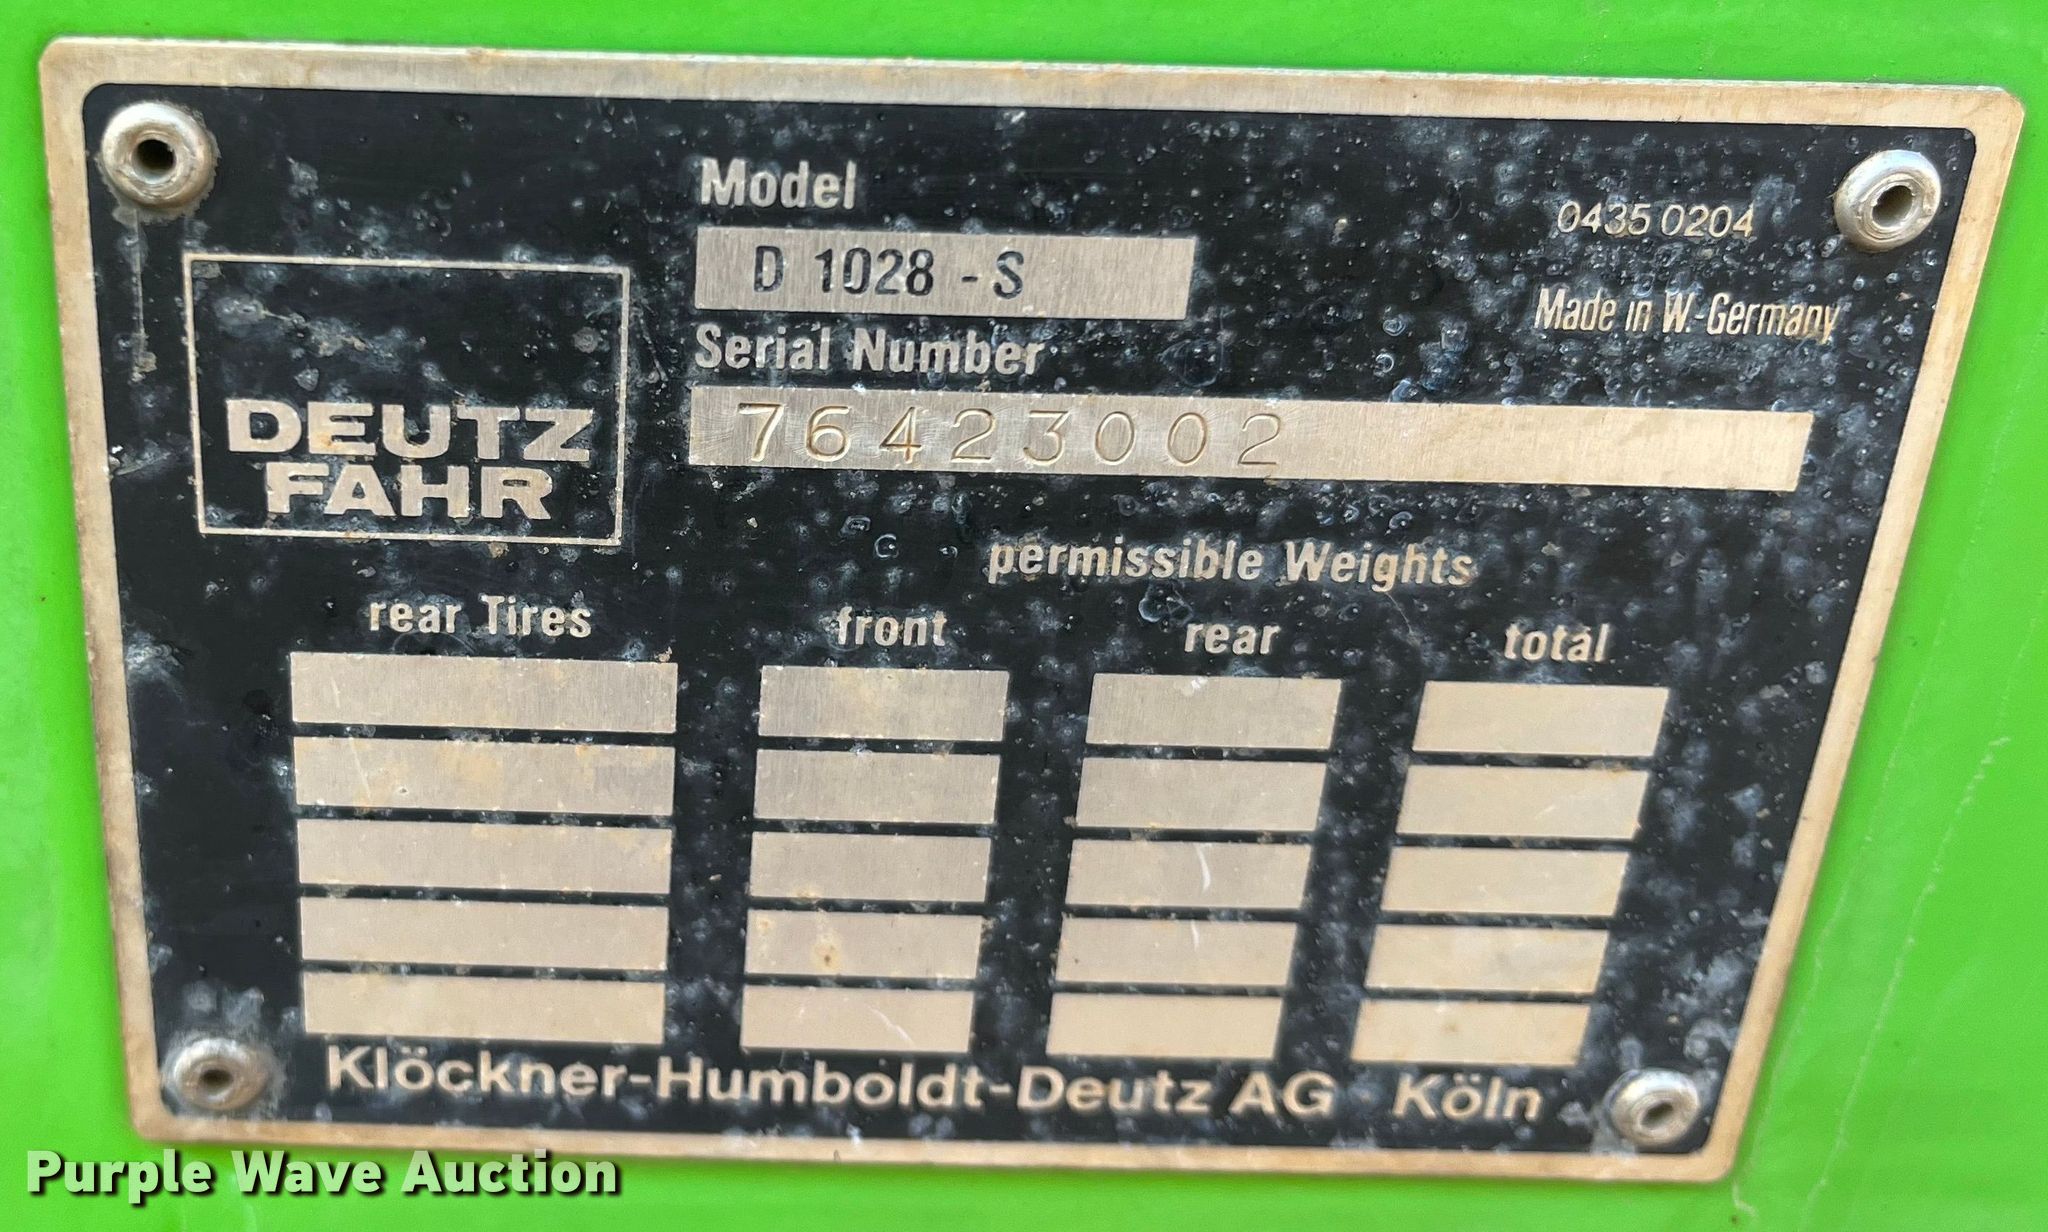 Model
D 1028 - S
0435 0204
Made in W.-Germany
Serial Number
76423002
DEUTZ
FAHR
permissible Weights
rear Tires front rear total
Klöckner-Humboldt-Deutz AG Köln
Purple Wave Auction